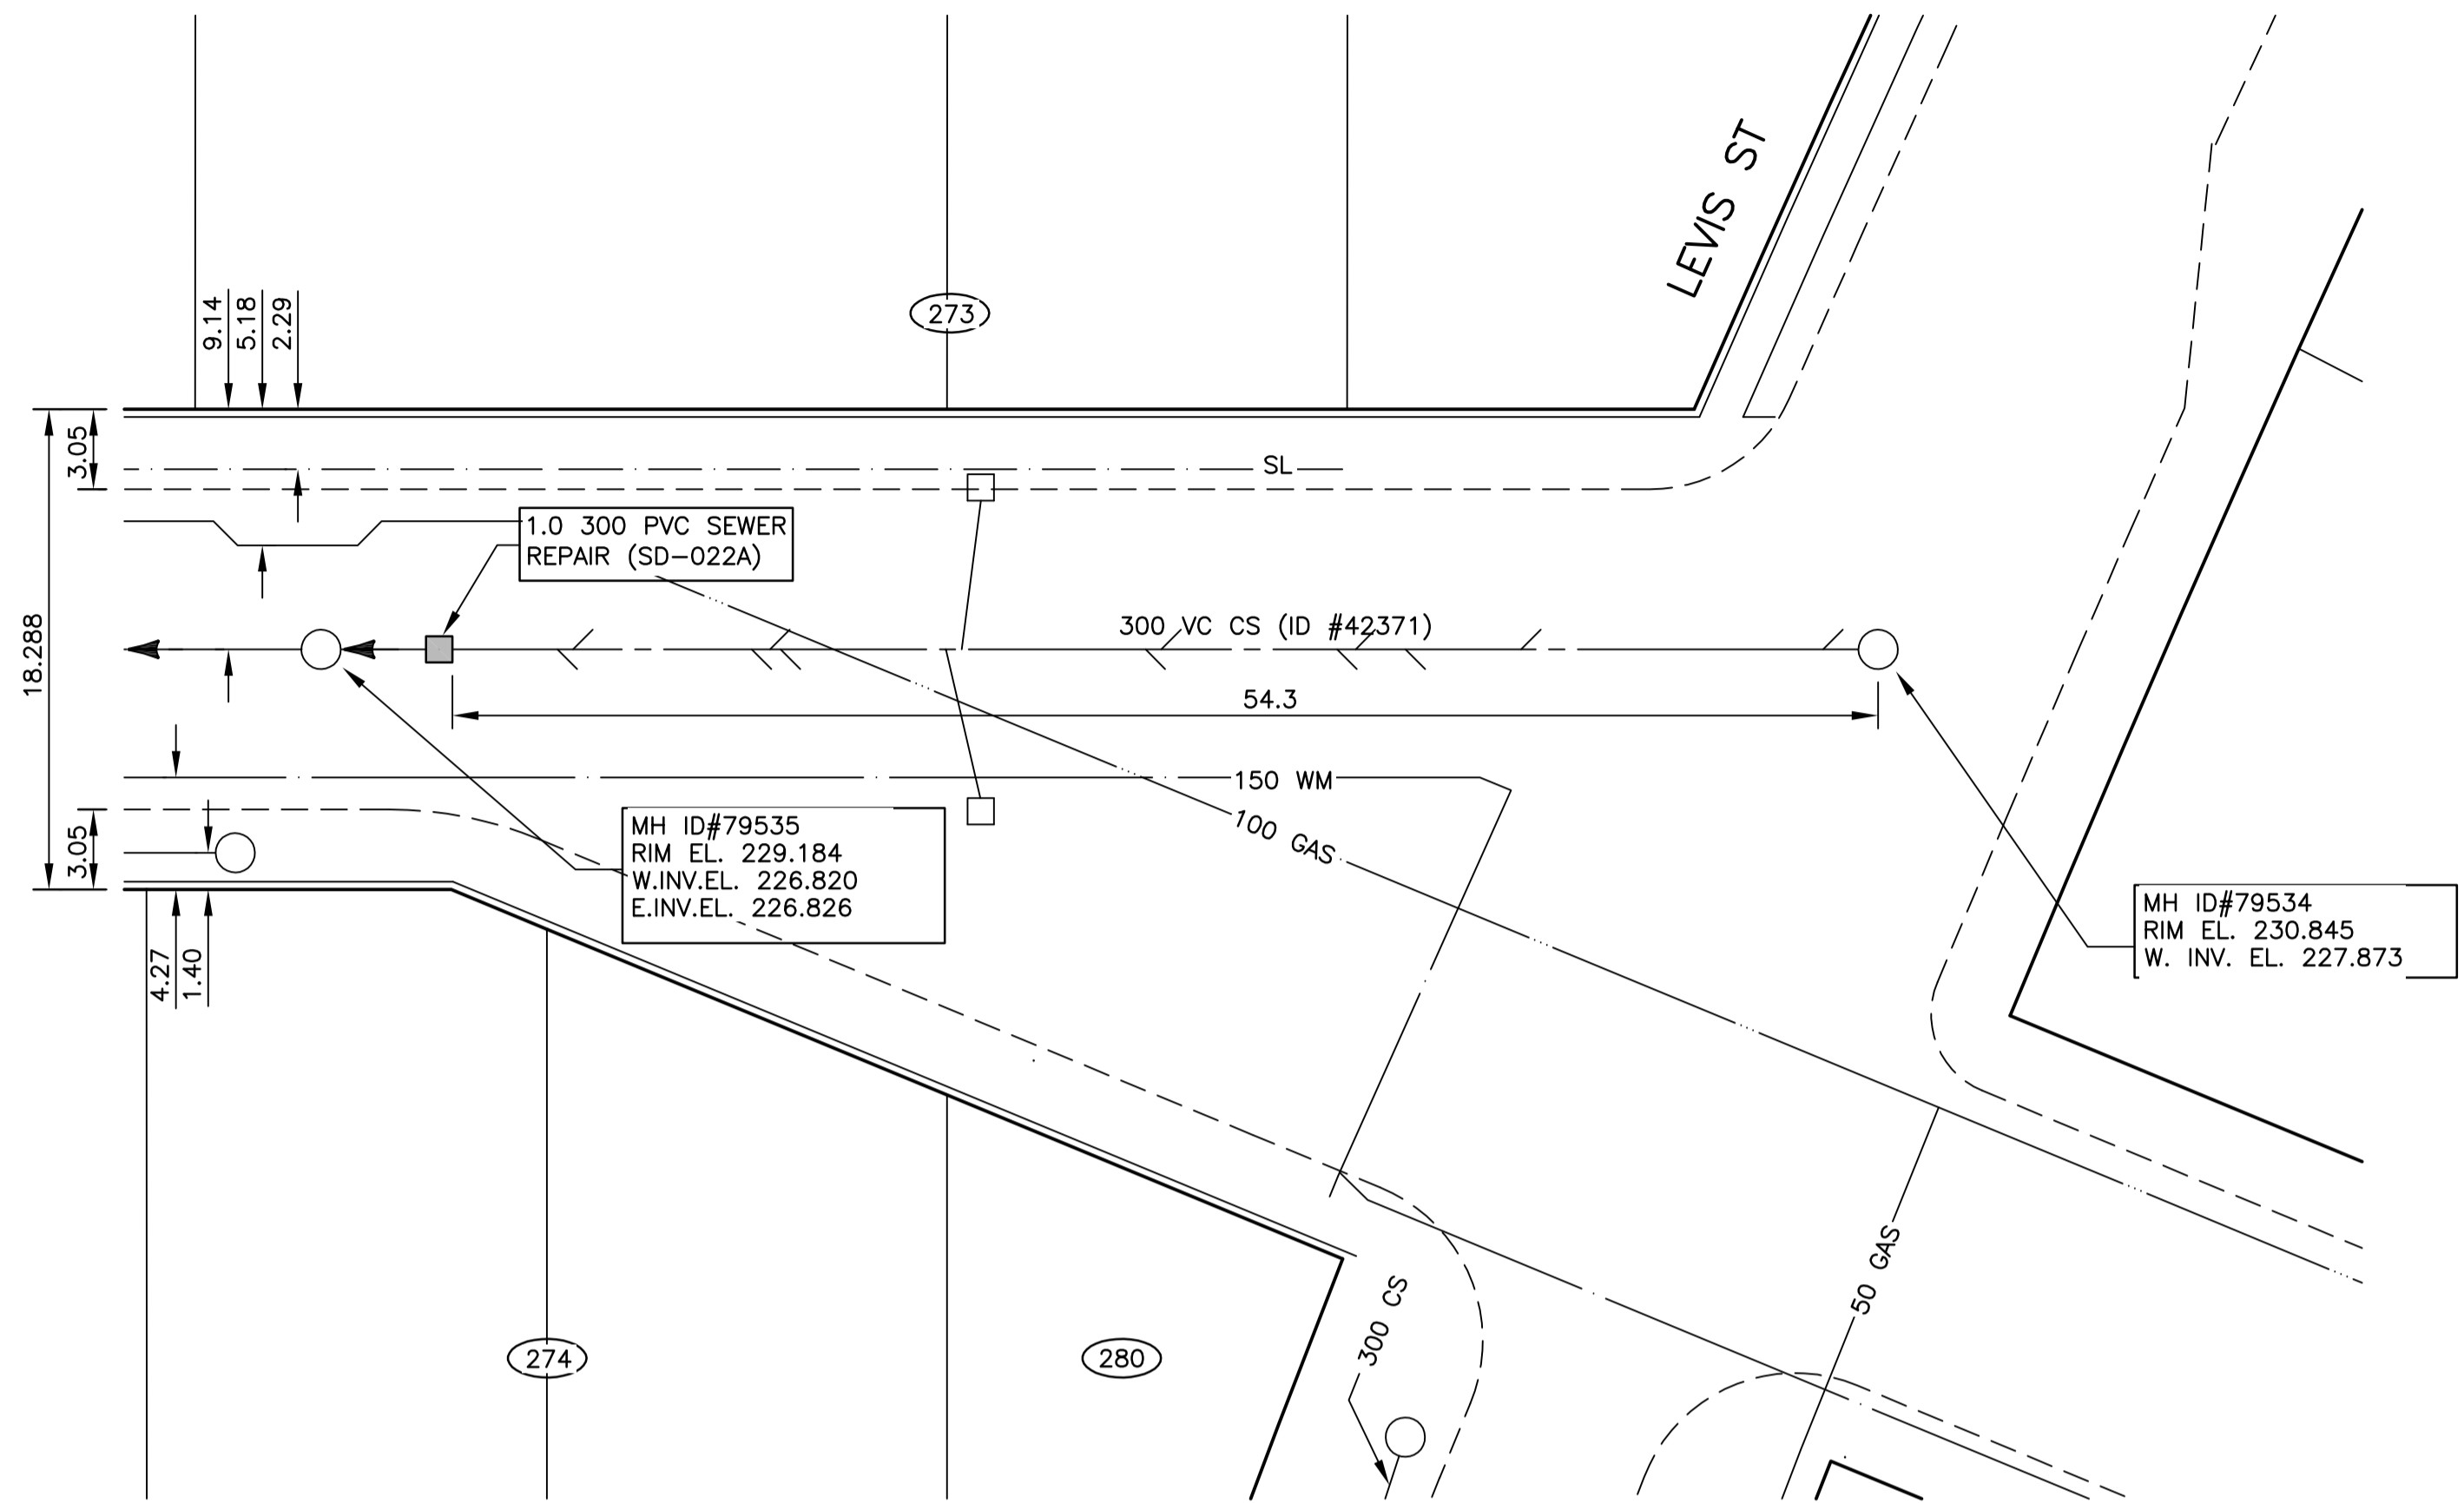 LEVIS ST
273
9.14
5.18
2.29
3.05
SL
1.0 300 PVC SEWER
REPAIR (SD-022A)
300 VC CS (ID #42371)
18.288
54.3
150 WM
100 GAS
3.05
MH ID#79535
RIM EL. 229.184
W.INV.EL. 226.820
E.INV.EL. 226.826
MH ID#79534
RIM EL. 230.845
W. INV. EL. 227.873
4.27
1.40
50 GAS
300 CS
274
280